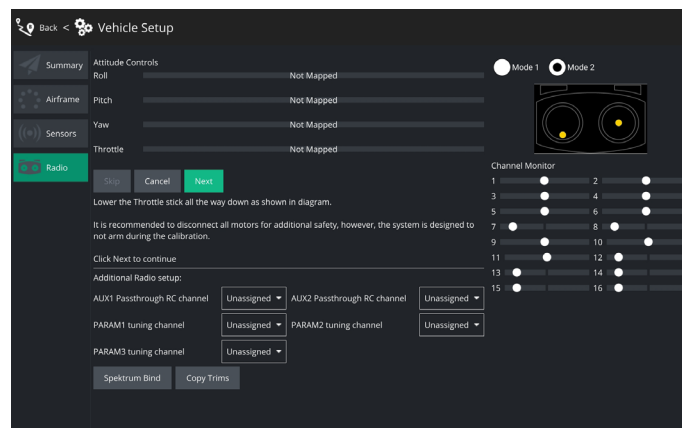 Back < Vehicle Setup
Summary
Airframe
Sensors
Radio
Attitude Controls
Roll Not Mapped
Pitch Not Mapped
Yaw Not Mapped
Throttle Not Mapped
Skip Cancel Next
Lower the Throttle stick all the way down as shown in diagram.
It is recommended to disconnect all motors for additional safety, however, the system is designed to
not arm during the calibration.
Click Next to continue
Additional Radio setup:
AUX1 Passthrough RC channel Unassigned AUX2 Passthrough RC channel Unassigned
PARAM1 tuning channel Unassigned PARAM2 tuning channel Unassigned
PARAM3 tuning channel Unassigned
Spektrum Bind Copy Trims
Mode 1 Mode 2
Channel Monitor
1 2
3 4
5 6
7 8
9 10
11 12
13 14
15 16